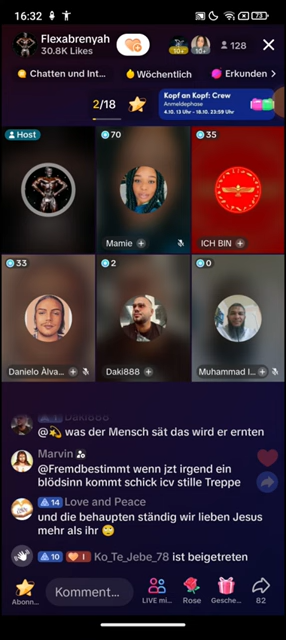 16:32
73
Flexabrenyah
30.8K Likes
10+
10+
128
Chatten und Int...
Wöchentlich
Erkunden >
2/18
Kopf an Kopf: Crew
Anmeldephase
4.10. 13 Uhr – 18.10. 23:59 Uhr
Host
70
35
Mamie
ICH BIN
33
2
0
Danielo Àlva...
Daki888
Muhammad I...
Daki888
@💫 was der Mensch sät das wird er ernten
Marvin
@Fremdbestimmt wenn jzt irgend ein
blödsinn kommt schick icv stille Treppe
14 Love and Peace
und die behaupten ständig wir lieben Jesus
mehr als ihr 🙄
10 I Ko_Te_Jebe_78 ist beigetreten
Abonn...
Komment...
LIVE mi...
Rose
Gesche...
82